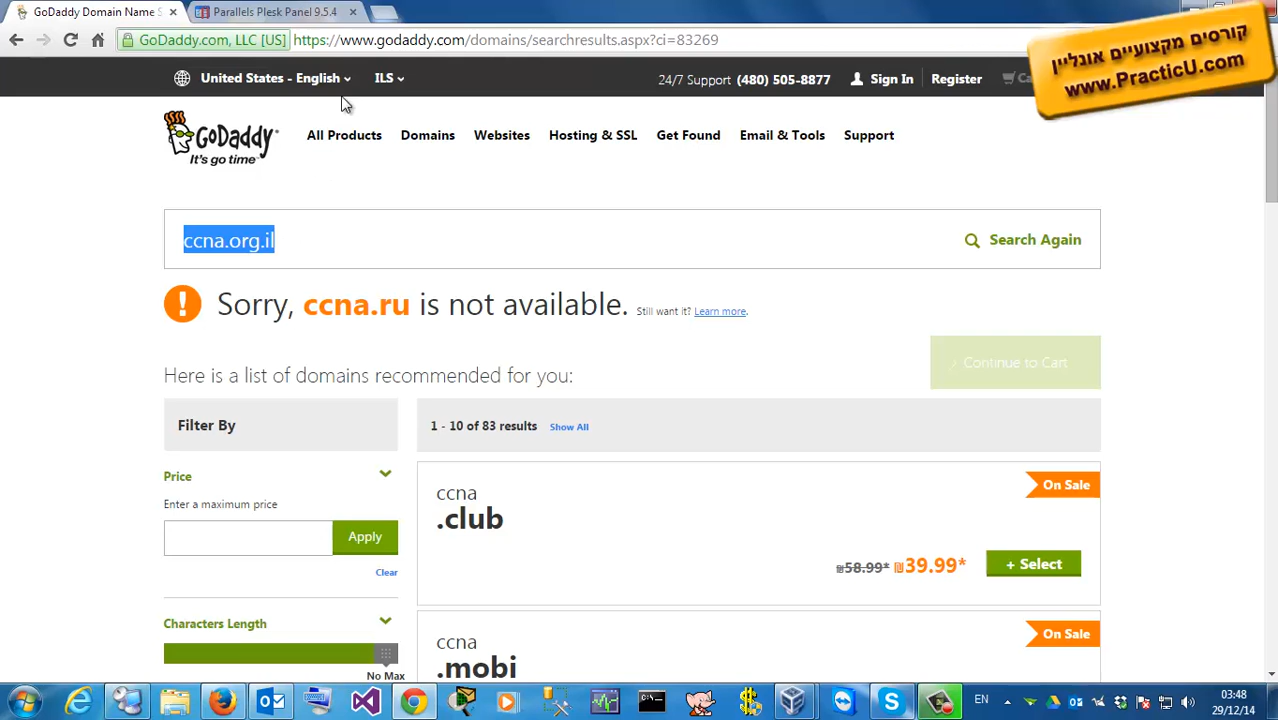 GoDaddy Domain Name S
Parallels Plesk Panel 9.5.4
GoDaddy.com, LLC [US] https://www.godaddy.com/domains/searchresults.aspx?ci=83269
קורסים מקצועיים אונליין
www.PracticU.com
United States - English ILS 24/7 Support (480) 505-8877 Sign In Register
GoDaddy
It's go time
All Products Domains Websites Hosting & SSL Get Found Email & Tools Support
ccna.org.il Search Again
Sorry, ccna.ru is not available. Still want it? Learn more.
Continue to Cart
Here is a list of domains recommended for you:
Filter By
1 - 10 of 83 results Show All
Price
Enter a maximum price
Apply
Clear
Characters Length
No Max
On Sale
ccna
.club
₪58.99* ₪39.99* + Select
On Sale
ccna
.mobi
EN 03:48
29/12/14